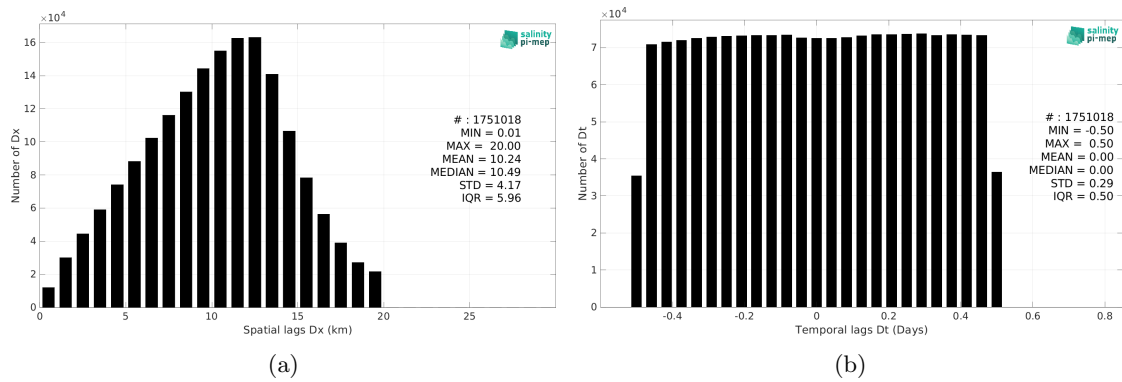 ×10⁴
16
14
12
10
8
6
4
2
0
0 5 10 15 20 25
Number of Dx
Spatial lags Dx (km)
salinity
pi-mep
# : 1751018
MIN = 0.01
MAX = 20.00
MEAN = 10.24
MEDIAN = 10.49
STD = 4.17
IQR = 5.96
(a)
×10⁴
7
6
5
4
3
2
1
0
-0.4 -0.2 0 0.2 0.4 0.6 0.8
Number of Dt
Temporal lags Dt (Days)
salinity
pi-mep
# : 1751018
MIN = -0.50
MAX = 0.50
MEAN = 0.00
MEDIAN = 0.00
STD = 0.29
IQR = 0.50
(b)